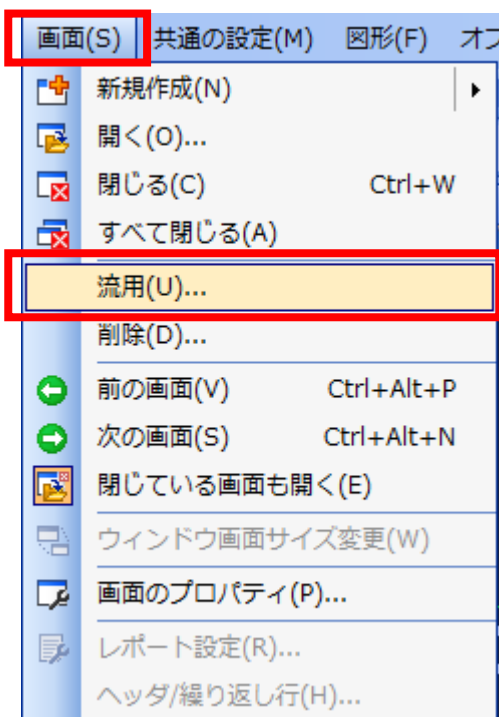 画面(S) 共通の設定(M) 図形(F) オブ
新規作成(N)
開く(O)...
閉じる(C) Ctrl+W
すべて閉じる(A)
流用(U)...
削除(D)...
前の画面(V) Ctrl+Alt+P
次の画面(S) Ctrl+Alt+N
閉じている画面も開く(E)
ウィンドウ画面サイズ変更(W)
画面のプロパティ(P)...
レポート設定(R)...
ヘッダ/繰り返し行(H)...